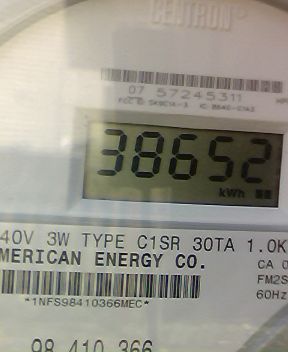 CENTRON®
07 57245311
38652
kWh
40V 3W TYPE C1SR 30TA 1.0K
MERICAN ENERGY CO.
CA 0
FM2S
*1NFS98410366MEC*
60Hz
98 410 366